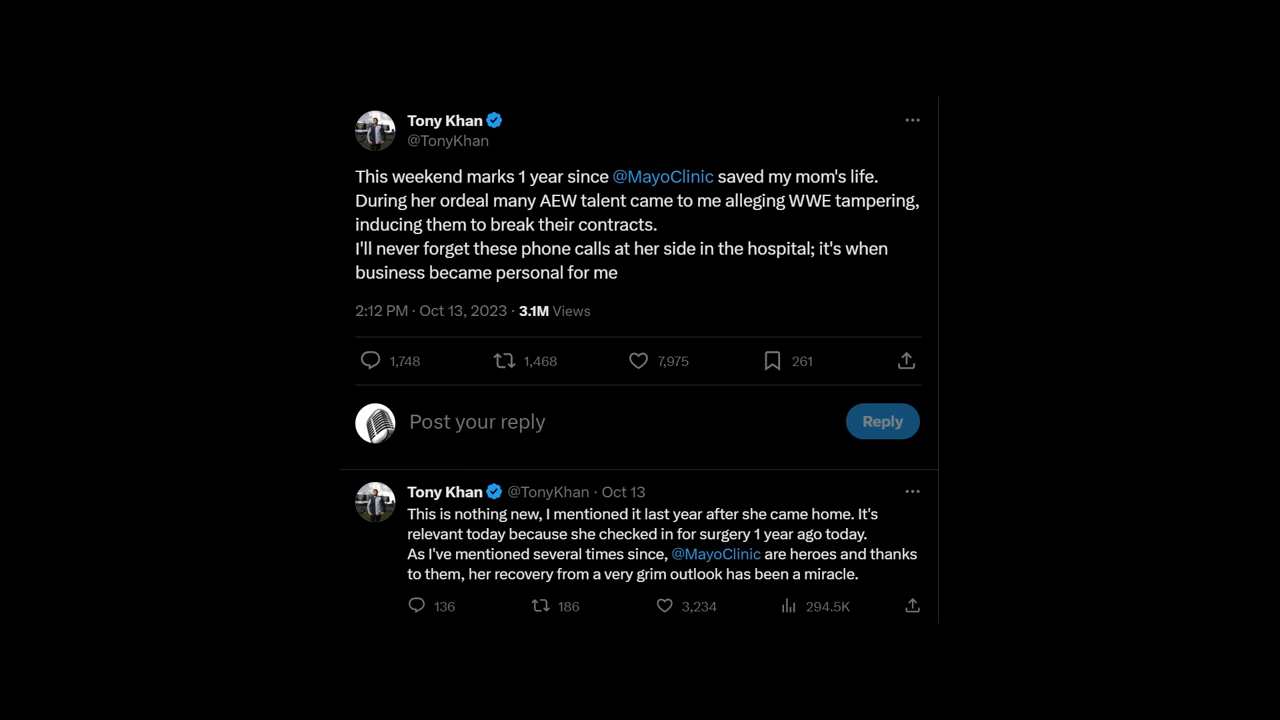 Tony Khan
@TonyKhan
This weekend marks 1 year since @MayoClinic saved my mom's life.
During her ordeal many AEW talent came to me alleging WWE tampering,
inducing them to break their contracts.
I'll never forget these phone calls at her side in the hospital; it's when
business became personal for me
2:12 PM · Oct 13, 2023 · 3.1M Views
1,748 1,468 7,975 261
Post your reply Reply
Tony Khan @TonyKhan · Oct 13
This is nothing new, I mentioned it last year after she came home. It's
relevant today because she checked in for surgery 1 year ago today.
As I've mentioned several times since, @MayoClinic are heroes and thanks
to them, her recovery from a very grim outlook has been a miracle.
136 186 3,234 294.5K